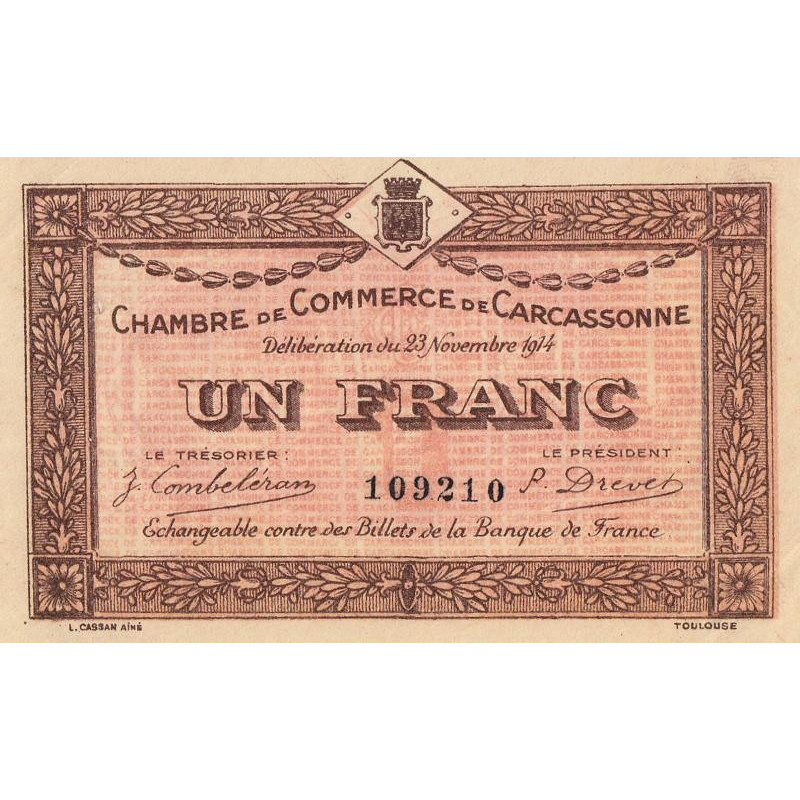 CHAMBRE DE COMMERCE DE CARCASSONNE
Délibération du 23 Novembre 1914
UN FRANC
LE TRÉSORIER : LE PRÉSIDENT
J. Combeléran 109210 P. Drevet
Echangeable contre des Billets de la Banque de France
L. CASSAN AÎNÉ TOULOUSE